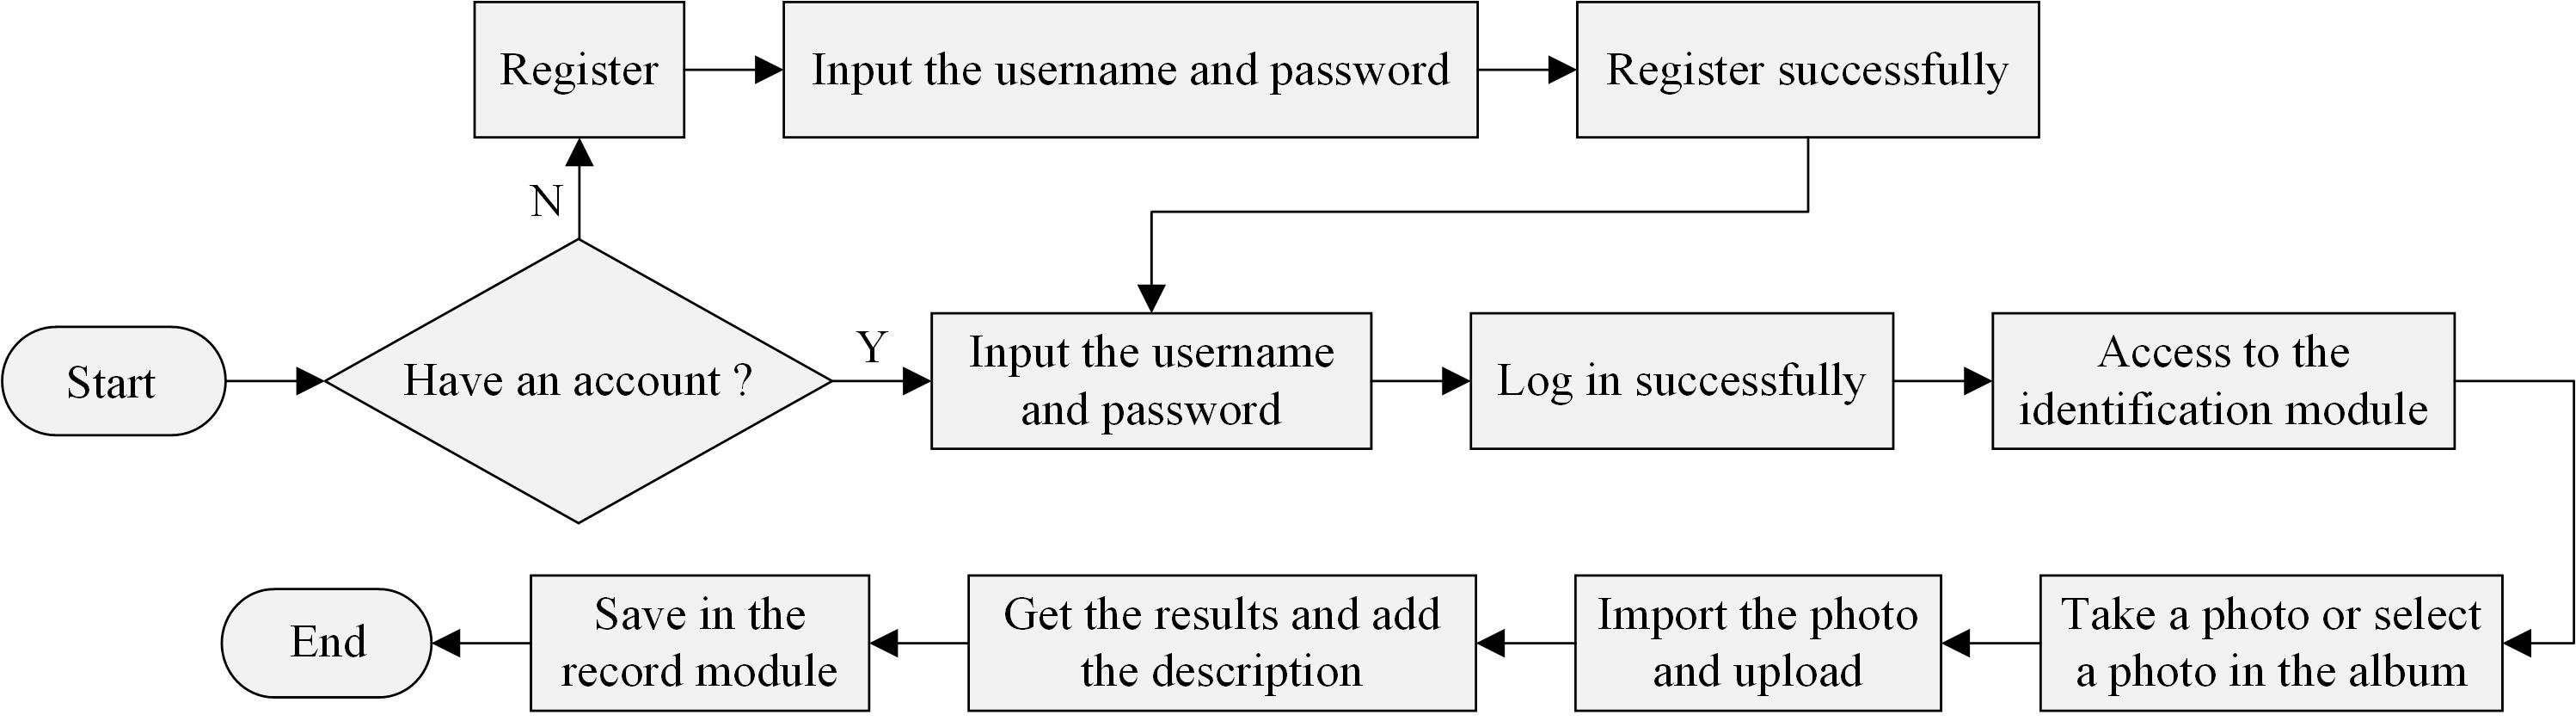 Register
Input the username and password
Register successfully
N
Start
Have an account ?
Y
Input the username
and password
Log in successfully
Access to the
identification module
Take a photo or select
a photo in the album
Import the photo
and upload
Get the results and add
the description
Save in the
record module
End